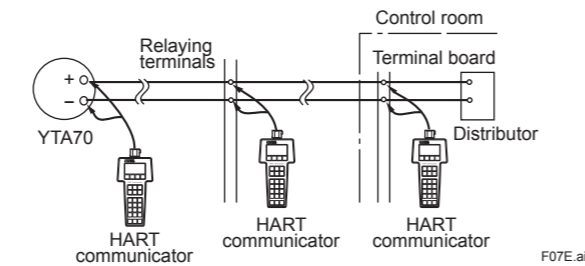 Control room
Relaying
terminals
Terminal board
+
−
YTA70
Distributor
HART
communicator
HART
communicator
HART
communicator
F07E.ai